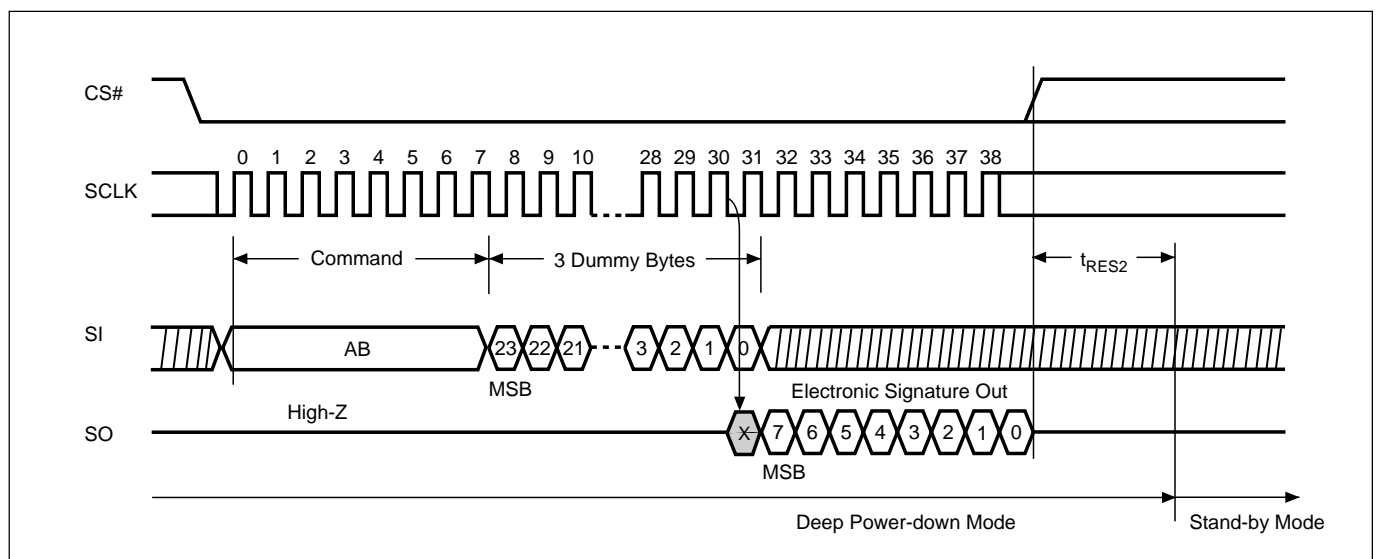 CS#
0 1 2 3 4 5 6 7 8 9 10 28 29 30 31 32 33 34 35 36 37 38
SCLK
Command 3 Dummy Bytes tRES2
SI AB 23 22 21 3 2 1 0
MSB Electronic Signature Out
High-Z
SO X 7 6 5 4 3 2 1 0
MSB
Deep Power-down Mode Stand-by Mode